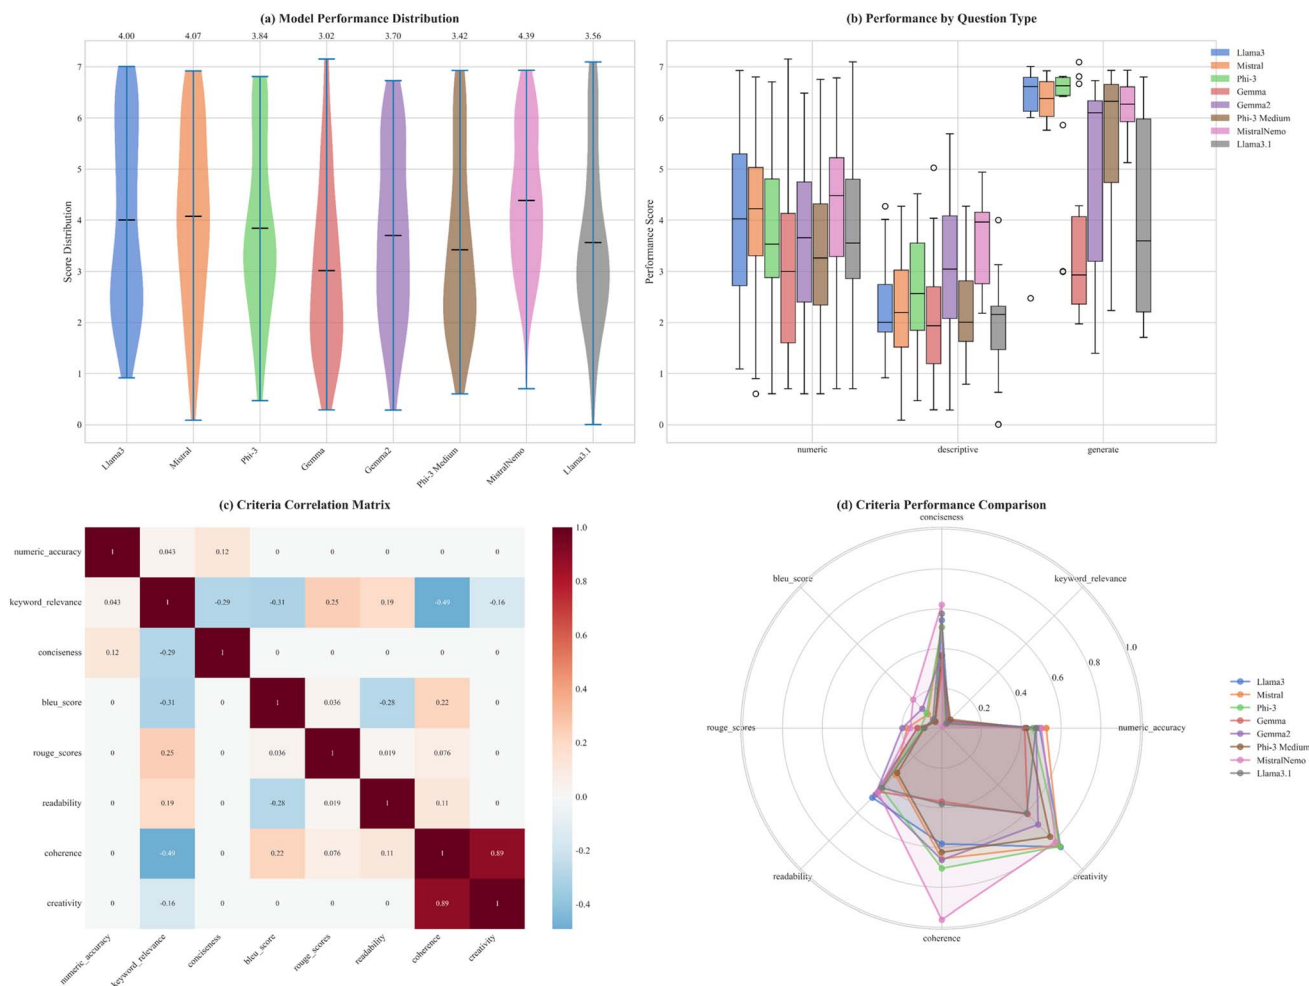 (a) Model Performance Distribution
4.00 4.07 3.84 3.02 3.70 3.42 4.39 3.56
7
6
5
4
3
2
1
0
Score Distribution
Llama3 Mistral Phi-3 Gemma Gemma2 Phi-3 Medium MistralNemo Llama3.1
(b) Performance by Question Type
7
6
5
4
3
2
1
0
Performance Score
numeric descriptive generate
Llama3
Mistral
Phi-3
Gemma
Gemma2
Phi-3 Medium
MistralNemo
Llama3.1
(c) Criteria Correlation Matrix
numeric_accuracy 1 0.043 0.12 0 0 0 0 0
keyword_relevance 0.043 1 -0.29 -0.31 0.25 0.19 -0.49 -0.16
conciseness 0.12 -0.29 1 0 0 0 0 0
bleu_score 0 -0.31 0 1 0.036 -0.28 0.22 0
rouge_scores 0 0.25 0 0.036 1 0.019 0.076 0
readability 0 0.19 0 -0.28 0.019 1 0.11 0
coherence 0 -0.49 0 0.22 0.076 0.11 1 0.89
creativity 0 -0.16 0 0 0 0 0.89 1
numeric_accuracy keyword_relevance conciseness bleu_score rouge_scores readability coherence creativity
1.0
0.8
0.6
0.4
0.2
0.0
-0.2
-0.4
(d) Criteria Performance Comparison
conciseness
bleu_score keyword_relevance
1.0
0.8
0.6
0.4
0.2
rouge_scores numeric_accuracy
readability creativity
coherence
Llama3
Mistral
Phi-3
Gemma
Gemma2
Phi-3 Medium
MistralNemo
Llama3.1